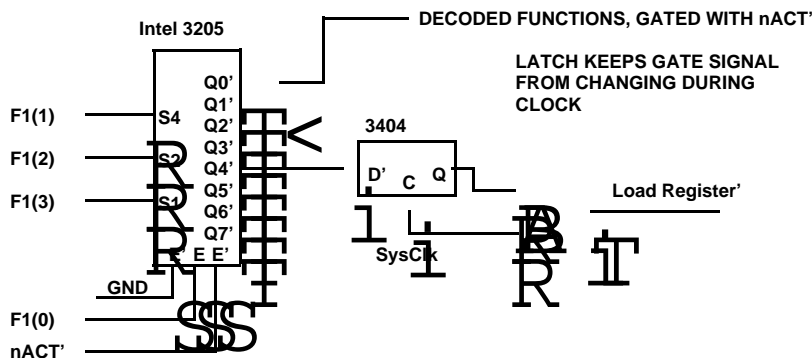 DECODED FUNCTIONS, GATED WITH nACT'
Intel 3205
LATCH KEEPS GATE SIGNAL
FROM CHANGING DURING
CLOCK
Q0'
Q1'
F1(1)
S4
Q2'
3404
Q3'
F1(2)
S2
Q4'
D'
C
Q
Q5'
F1(3)
S1
Q6'
Load Register'
Q7'
E' E E'
SysClk
GND
F1(0)
nACT'